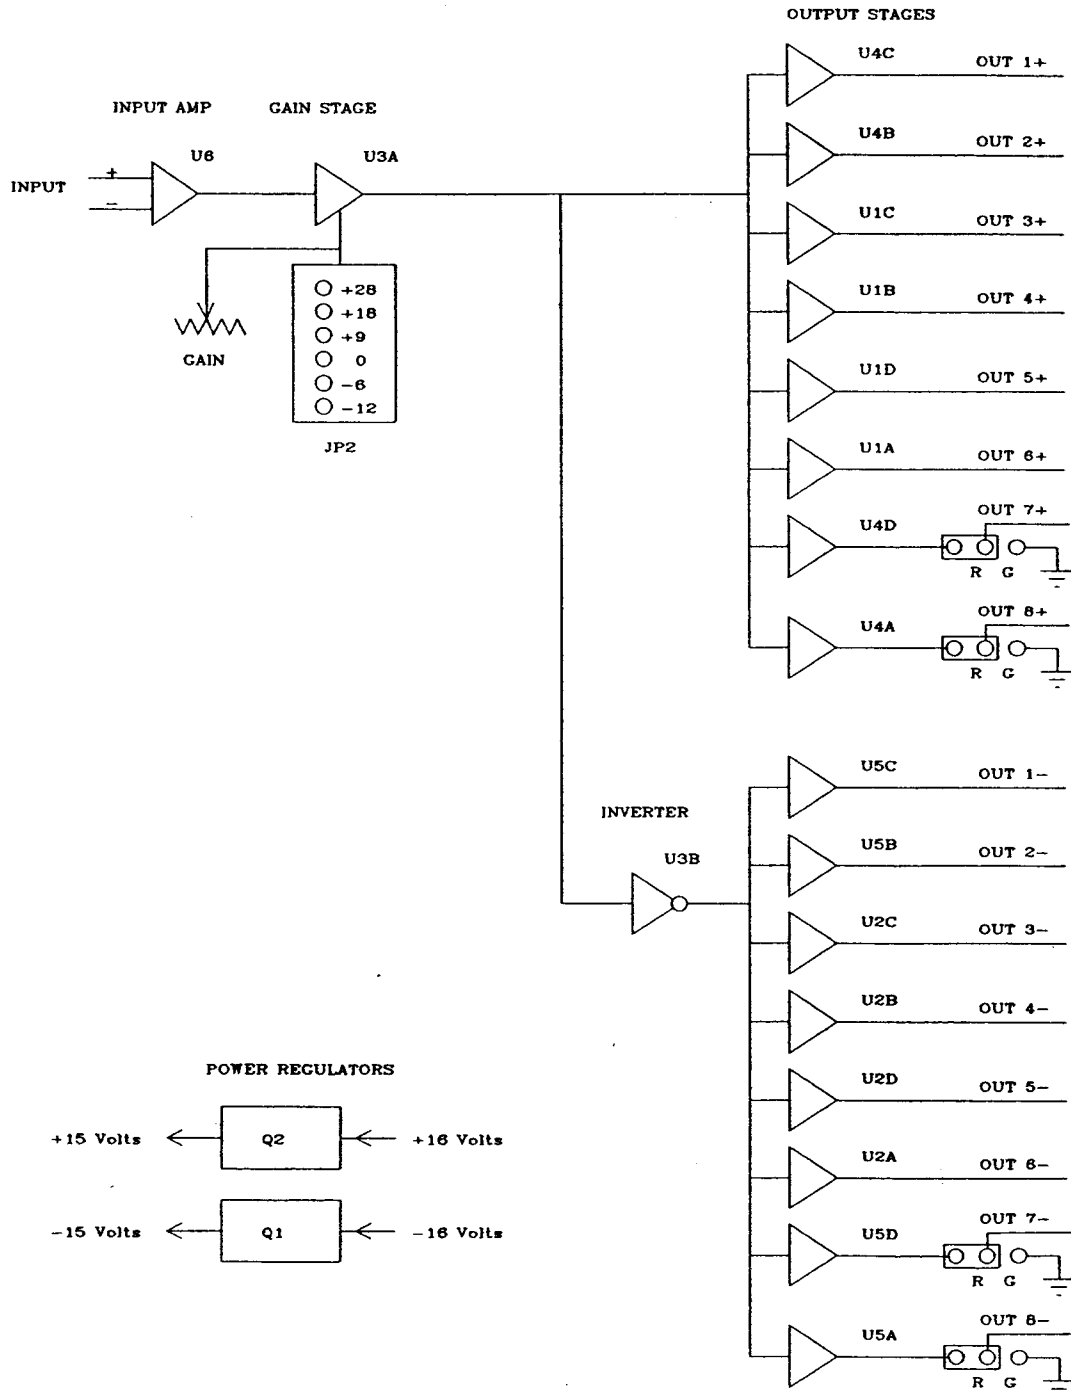 OUTPUT STAGES
U4C OUT 1+
INPUT AMP GAIN STAGE
U4B OUT 2+
U6 U3A
INPUT + −
U1C OUT 3+
U1B OUT 4+
+28
+18
+9
0
−6
−12
GAIN
JP2
U1D OUT 5+
U1A OUT 6+
U4D OUT 7+
R G
U4A OUT 8+
R G
U5C OUT 1−
INVERTER
U3B
U5B OUT 2−
U2C OUT 3−
U2B OUT 4−
U2D OUT 5−
U2A OUT 6−
U5D OUT 7−
R G
U5A OUT 8−
R G
POWER REGULATORS
+15 Volts Q2 +16 Volts
−15 Volts Q1 −16 Volts